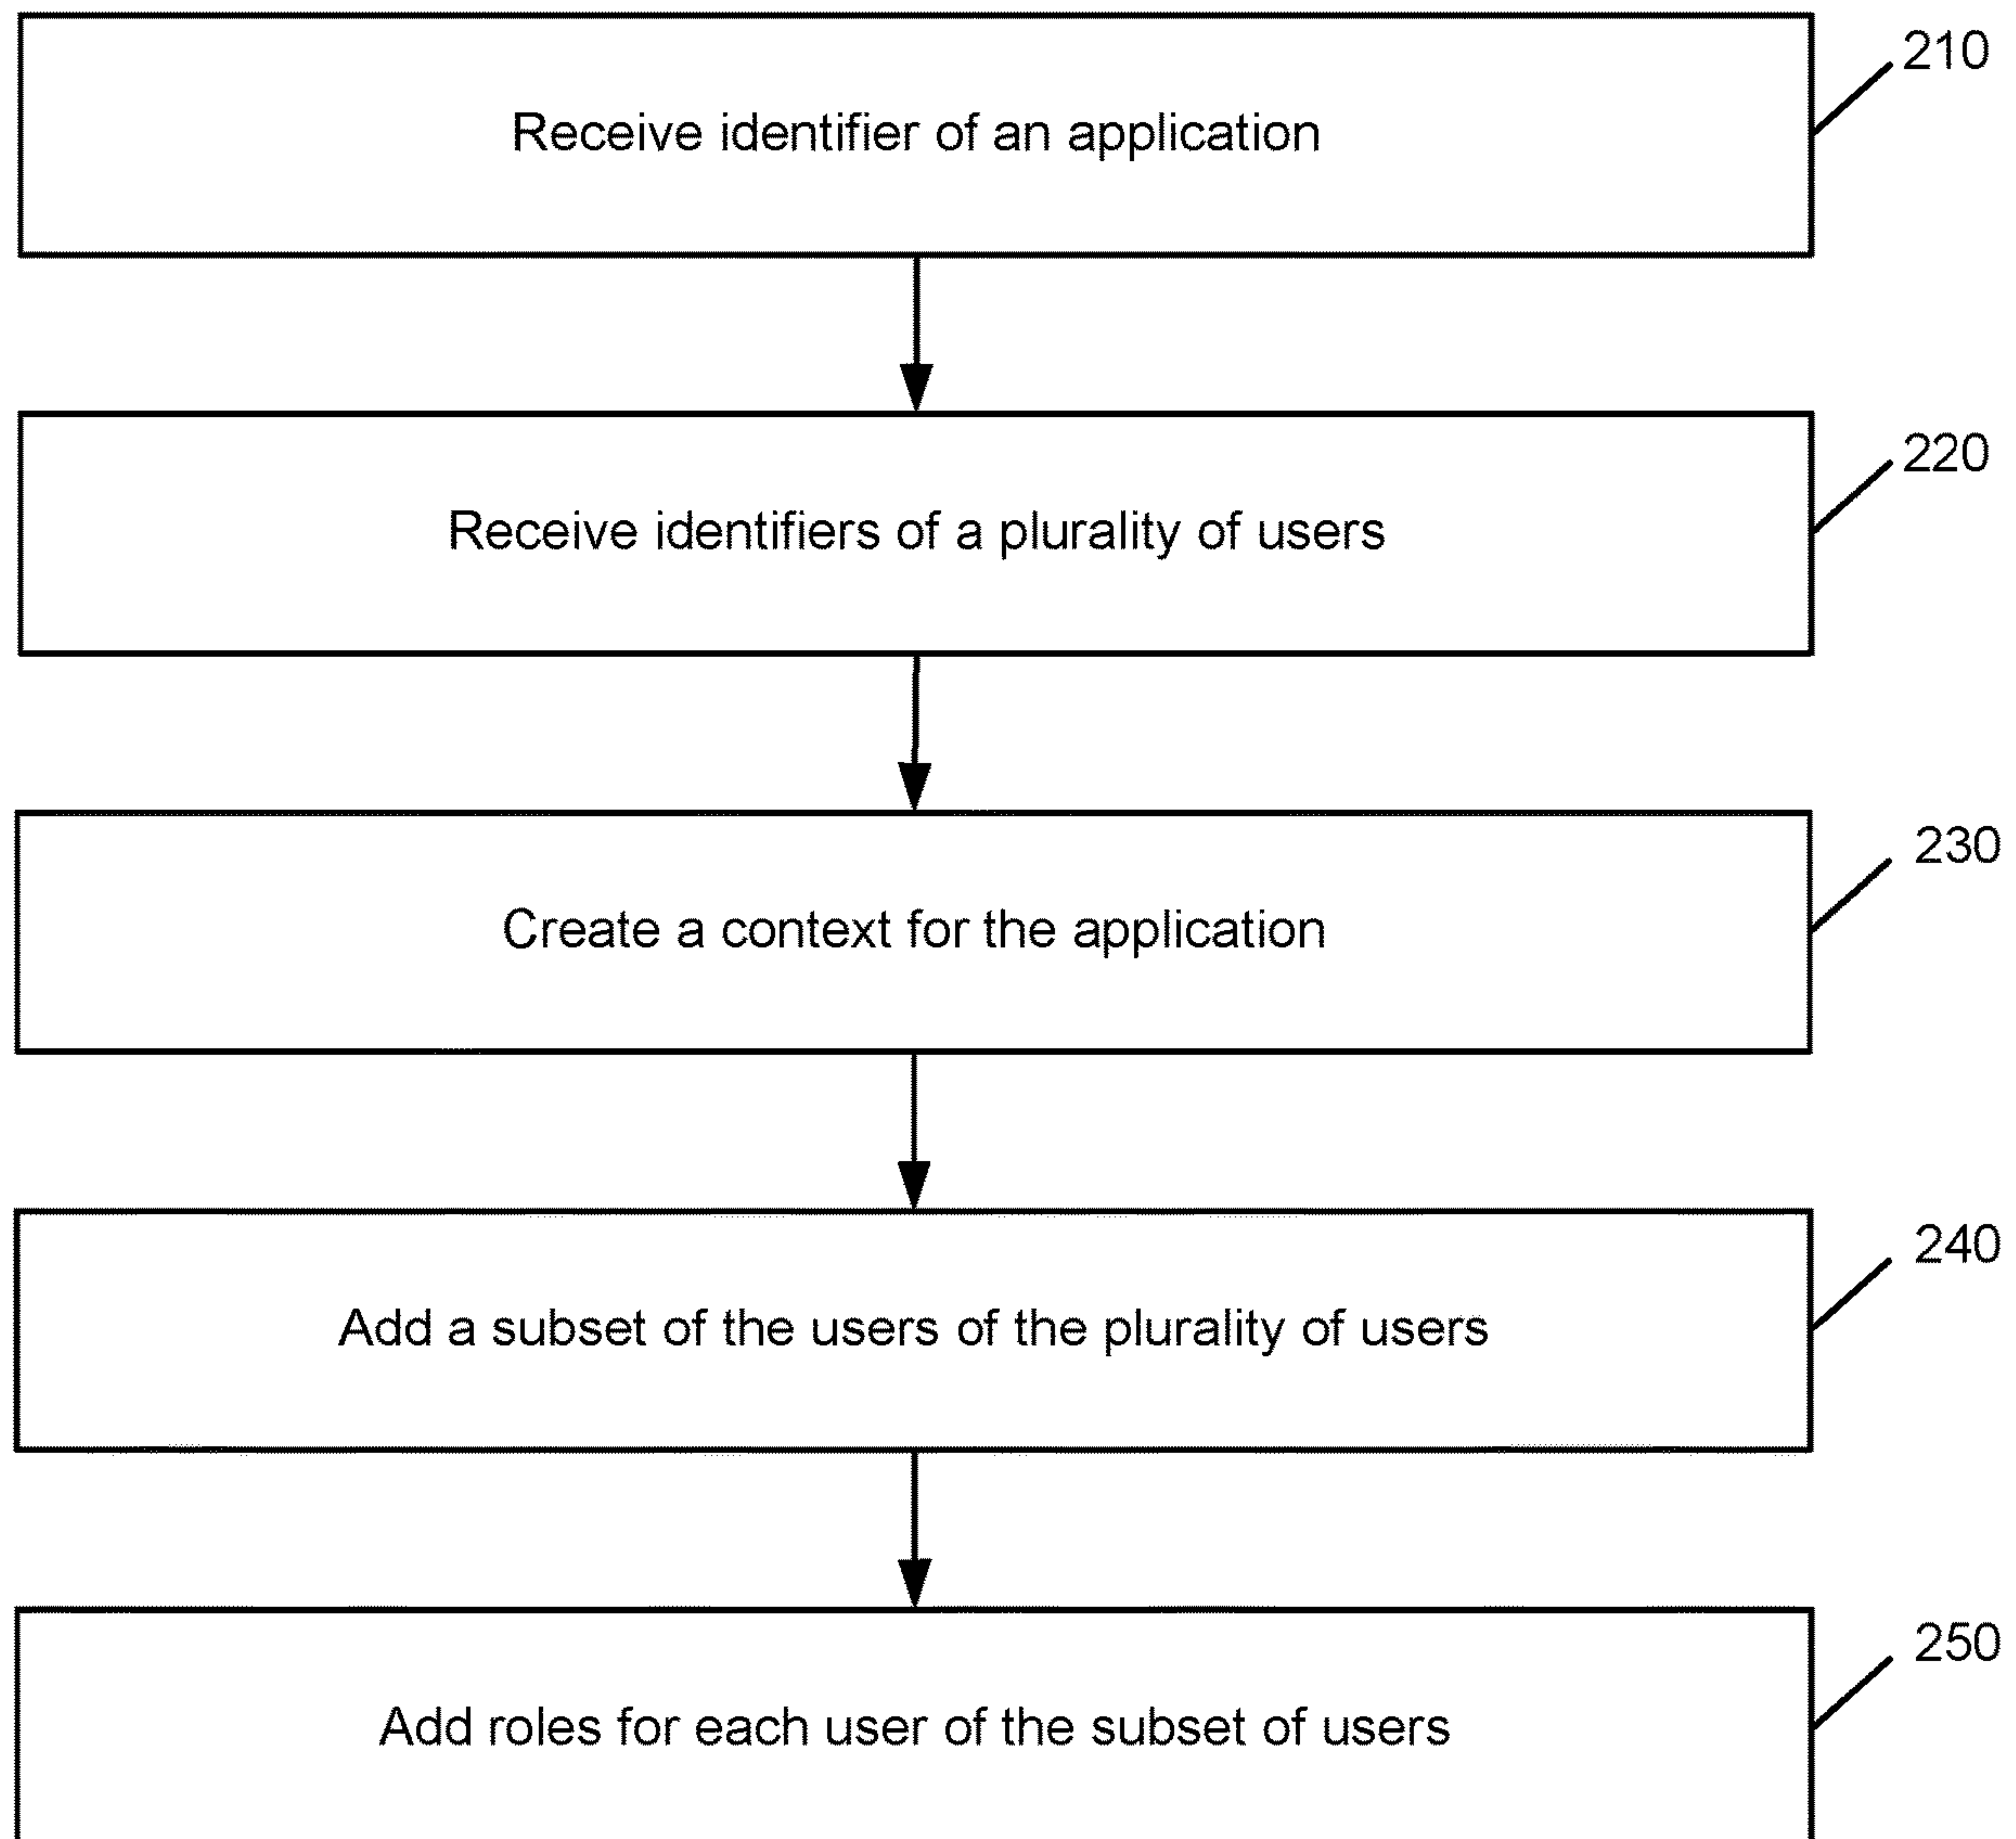 210
Receive identifier of an application
220
Receive identifiers of a plurality of users
230
Create a context for the application
240
Add a subset of the users of the plurality of users
250
Add roles for each user of the subset of users